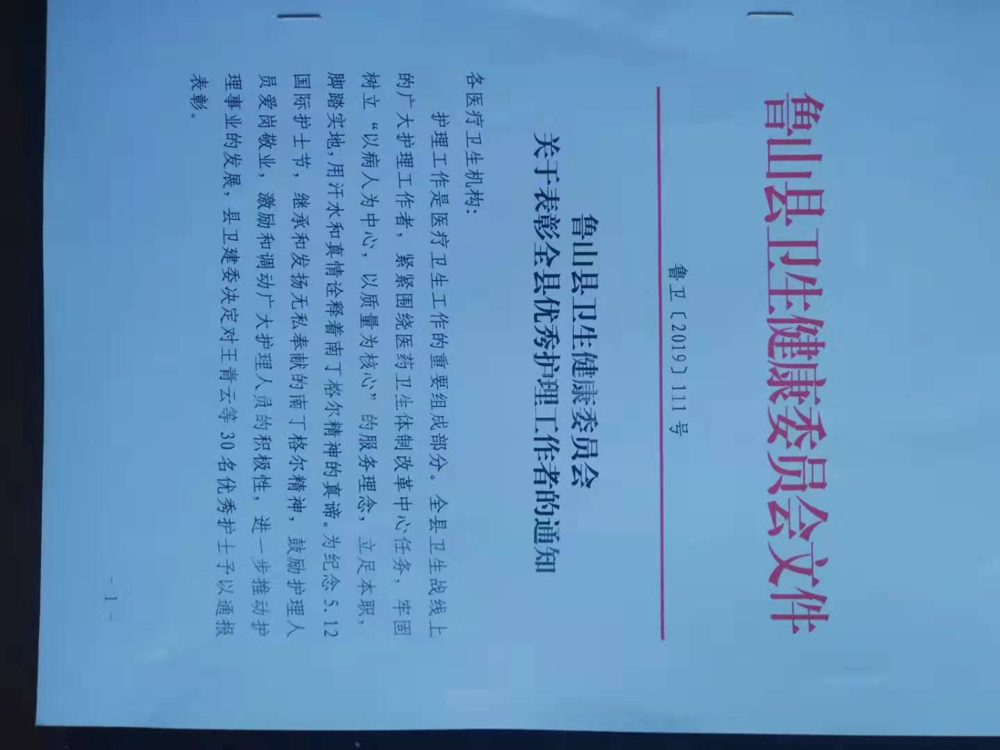 鲁山县卫生健康委员会文件
鲁卫〔2019〕111号
鲁山县卫生健康委员会
关于表彰全县优秀护理工作者的通知
各医疗卫生机构：
护理工作是医疗卫生工作的重要组成部分。全县卫生战线上
的广大护理工作者，紧紧围绕医药卫生体制改革中心任务，牢固
树立“以病人为中心，以质量为核心”的服务理念，立足本职，
脚踏实地，用汗水和真情诠释着南丁格尔精神的真谛。为纪念5.12
国际护士节，继承和发扬无私奉献的南丁格尔精神，鼓励护理人
员爱岗敬业，激励和调动广大护理人员的积极性，进一步推动护
理事业的发展，县卫建委决定对王青云等30名优秀护士予以通报
表彰。
- 1 -